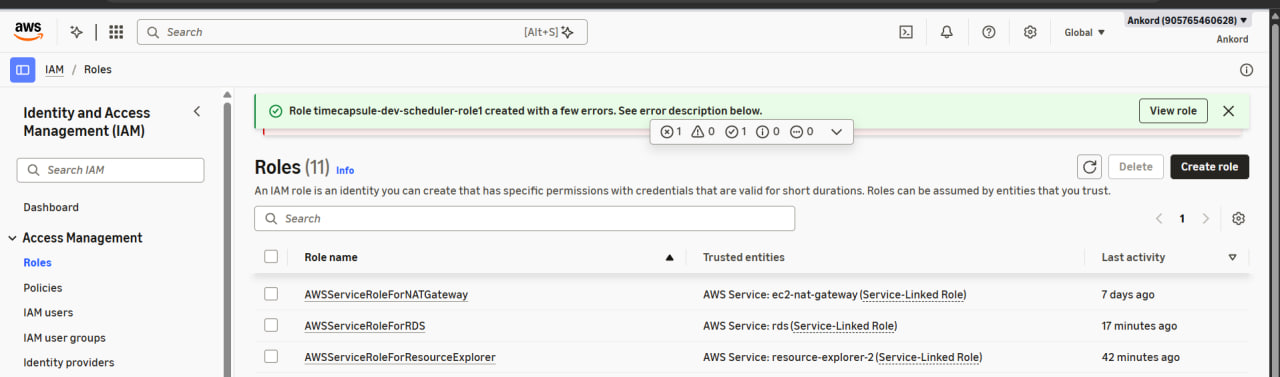 aws
Search [Alt+S]
Global ▼
Ankord (905765460628) ▼
Ankord
IAM / Roles
Identity and Access
Management (IAM)
Search IAM
Dashboard
Access Management
Roles
Policies
IAM users
IAM user groups
Identity providers
Role timecapsule-dev-scheduler-role1 created with a few errors. See error description below.
View role
1 0 1 0 0
Roles (11) Info
Delete
Create role
An IAM role is an identity you can create that has specific permissions with credentials that are valid for short durations. Roles can be assumed by entities that you trust.
Search
1
Role name Trusted entities Last activity
AWSServiceRoleForNATGateway AWS Service: ec2-nat-gateway (Service-Linked Role) 7 days ago
AWSServiceRoleForRDS AWS Service: rds (Service-Linked Role) 17 minutes ago
AWSServiceRoleForResourceExplorer AWS Service: resource-explorer-2 (Service-Linked Role) 42 minutes ago